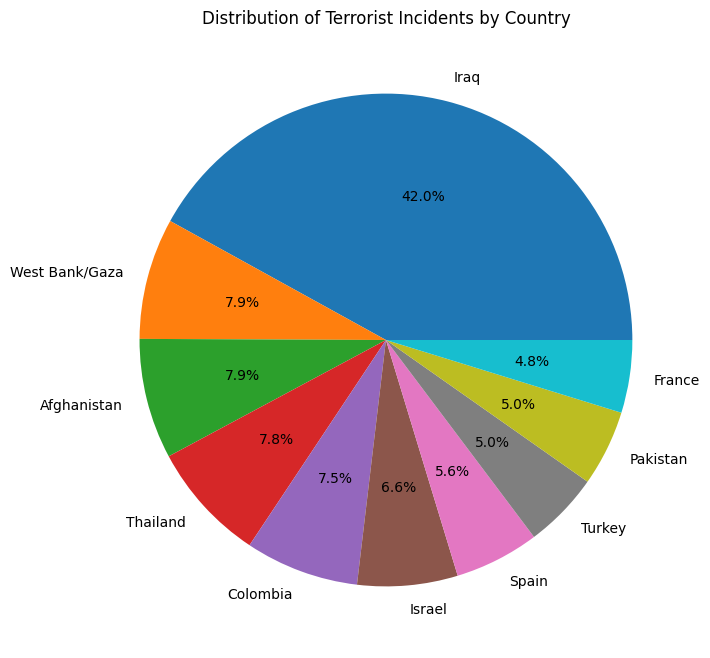 Distribution of Terrorist Incidents by Country
Iraq
42.0%
West Bank/Gaza
7.9%
Afghanistan
7.9%
Thailand
7.8%
Colombia
7.5%
Israel
6.6%
Spain
5.6%
Turkey
5.0%
Pakistan
5.0%
France
4.8%